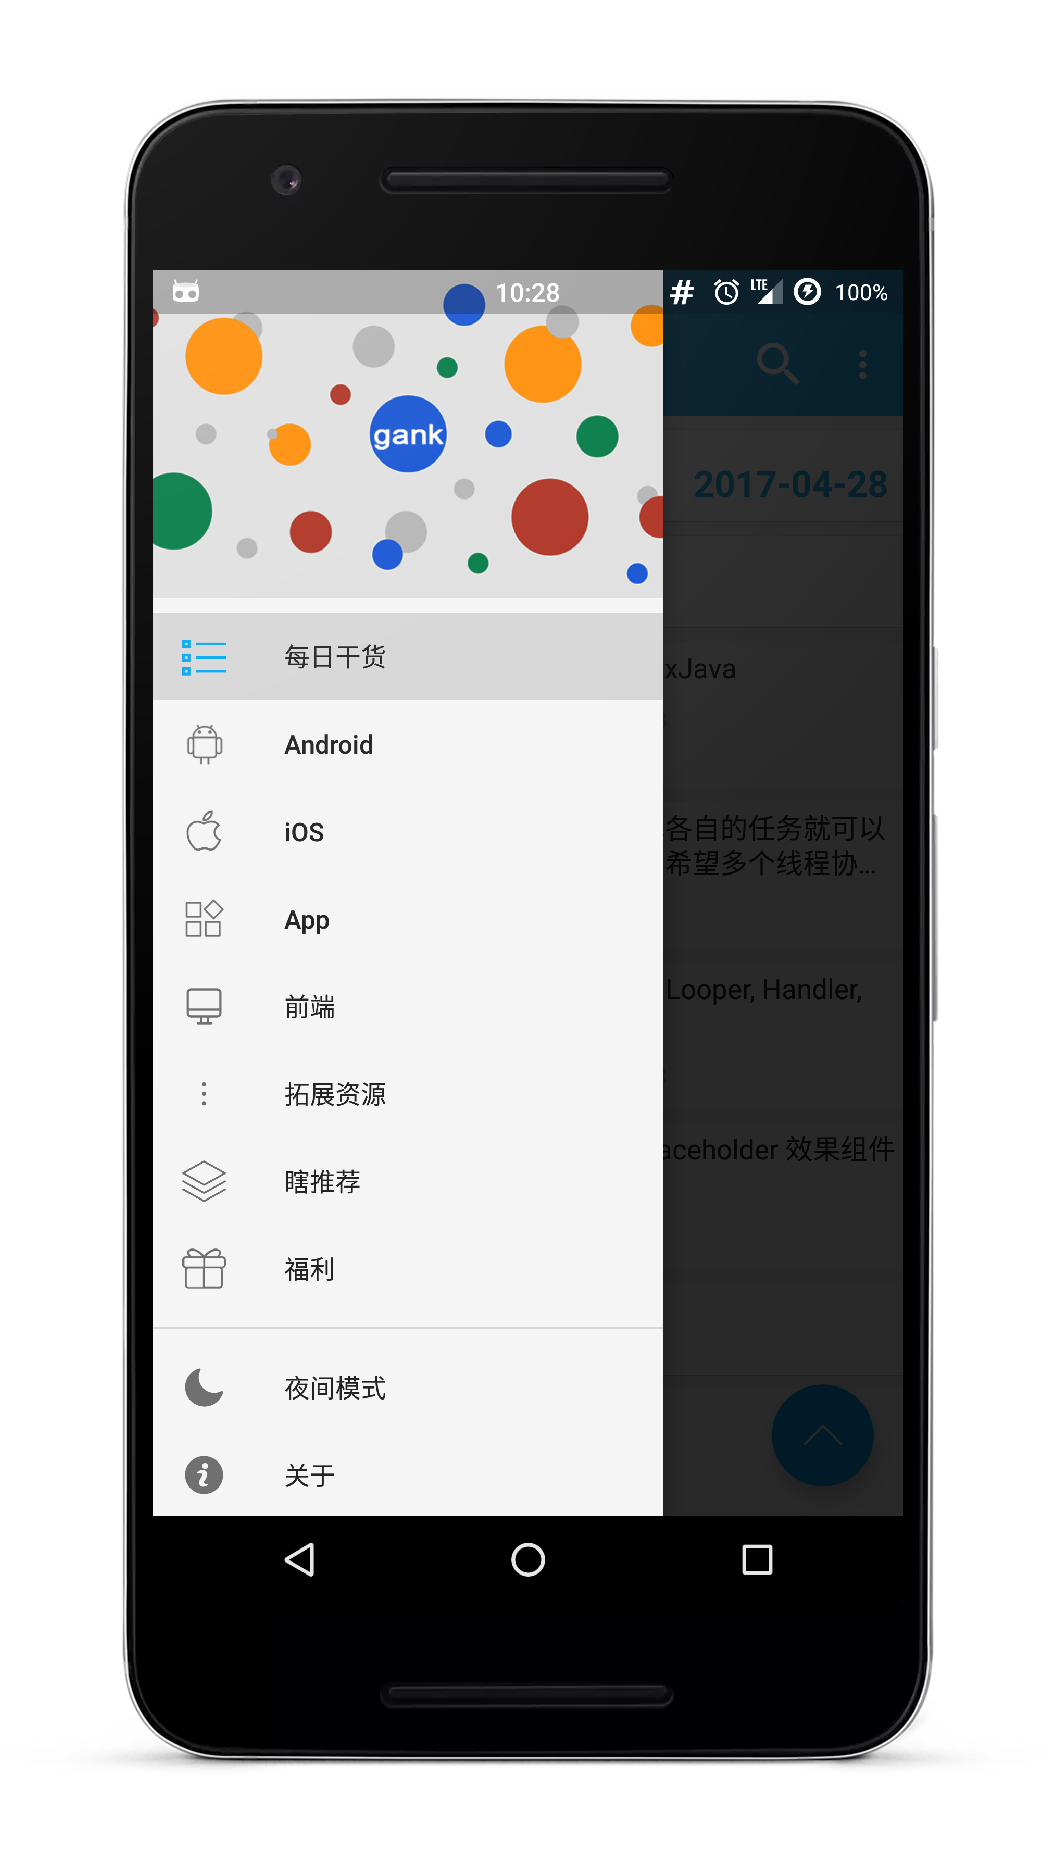 10:28
LTE
100%
gank
2017-04-28
每日干货
Android
iOS
App
前端
拓展资源
瞎推荐
福利
夜间模式
关于
xJava
各自的任务就可以
希望多个线程协...
Looper, Handler,
aceholder 效果组件